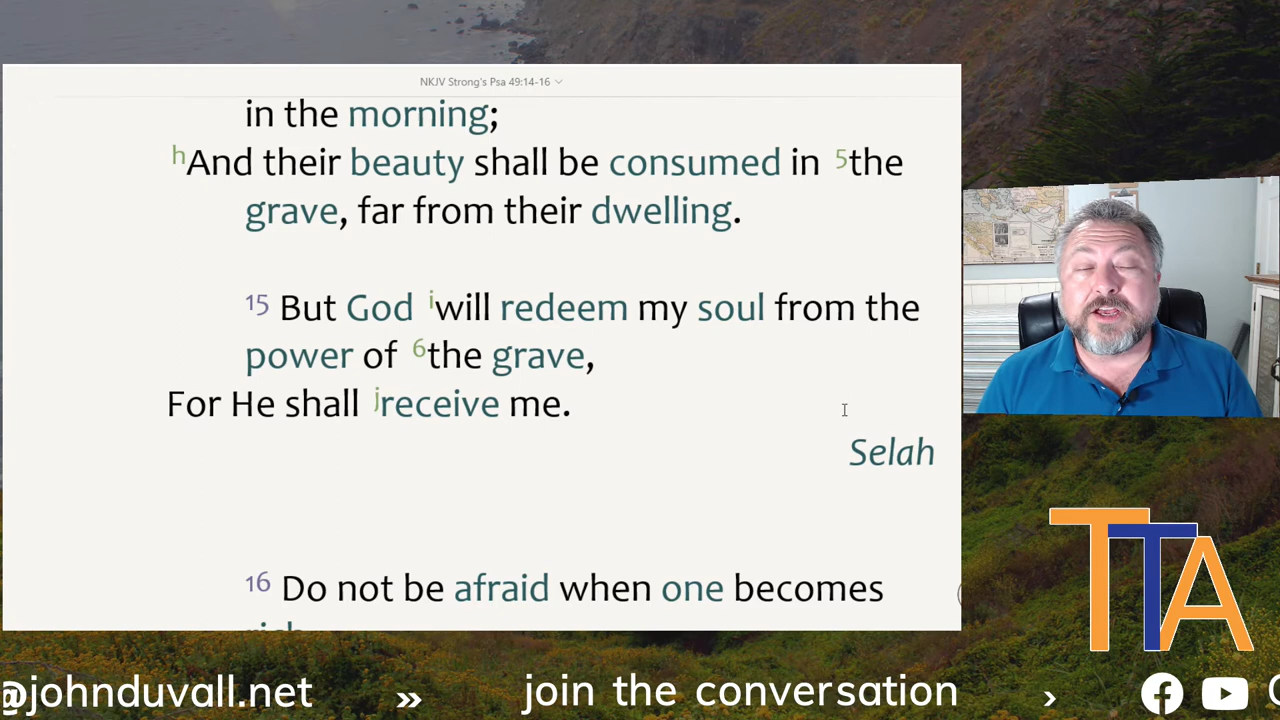 NKJV Strong's Psa 49:14-16
in the morning;
hAnd their beauty shall be consumed in 5the
grave, far from their dwelling.
15 But God iwill redeem my soul from the
power of 6the grave,
For He shall jreceive me.
Selah
16 Do not be afraid when one becomes
TTA
@johnduvall.net » join the conversation ›